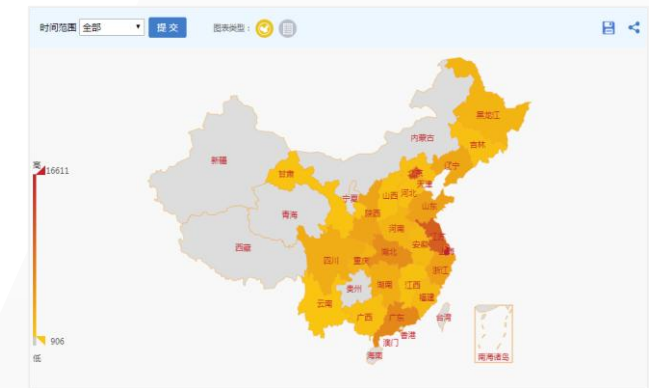 时间范围 全部 提交 图表类型：
黑龙江
内蒙古
吉林
新疆
辽宁
北京
甘肃
天津
高
16611
宁夏
山西
河北
山东
青海
陕西
河南
江苏
西藏
安徽
上海
四川
重庆
湖北
浙江
贵州
湖南
江西
云南
福建
广西
广东
台湾
906
香港
澳门
低
海南
南海诸岛